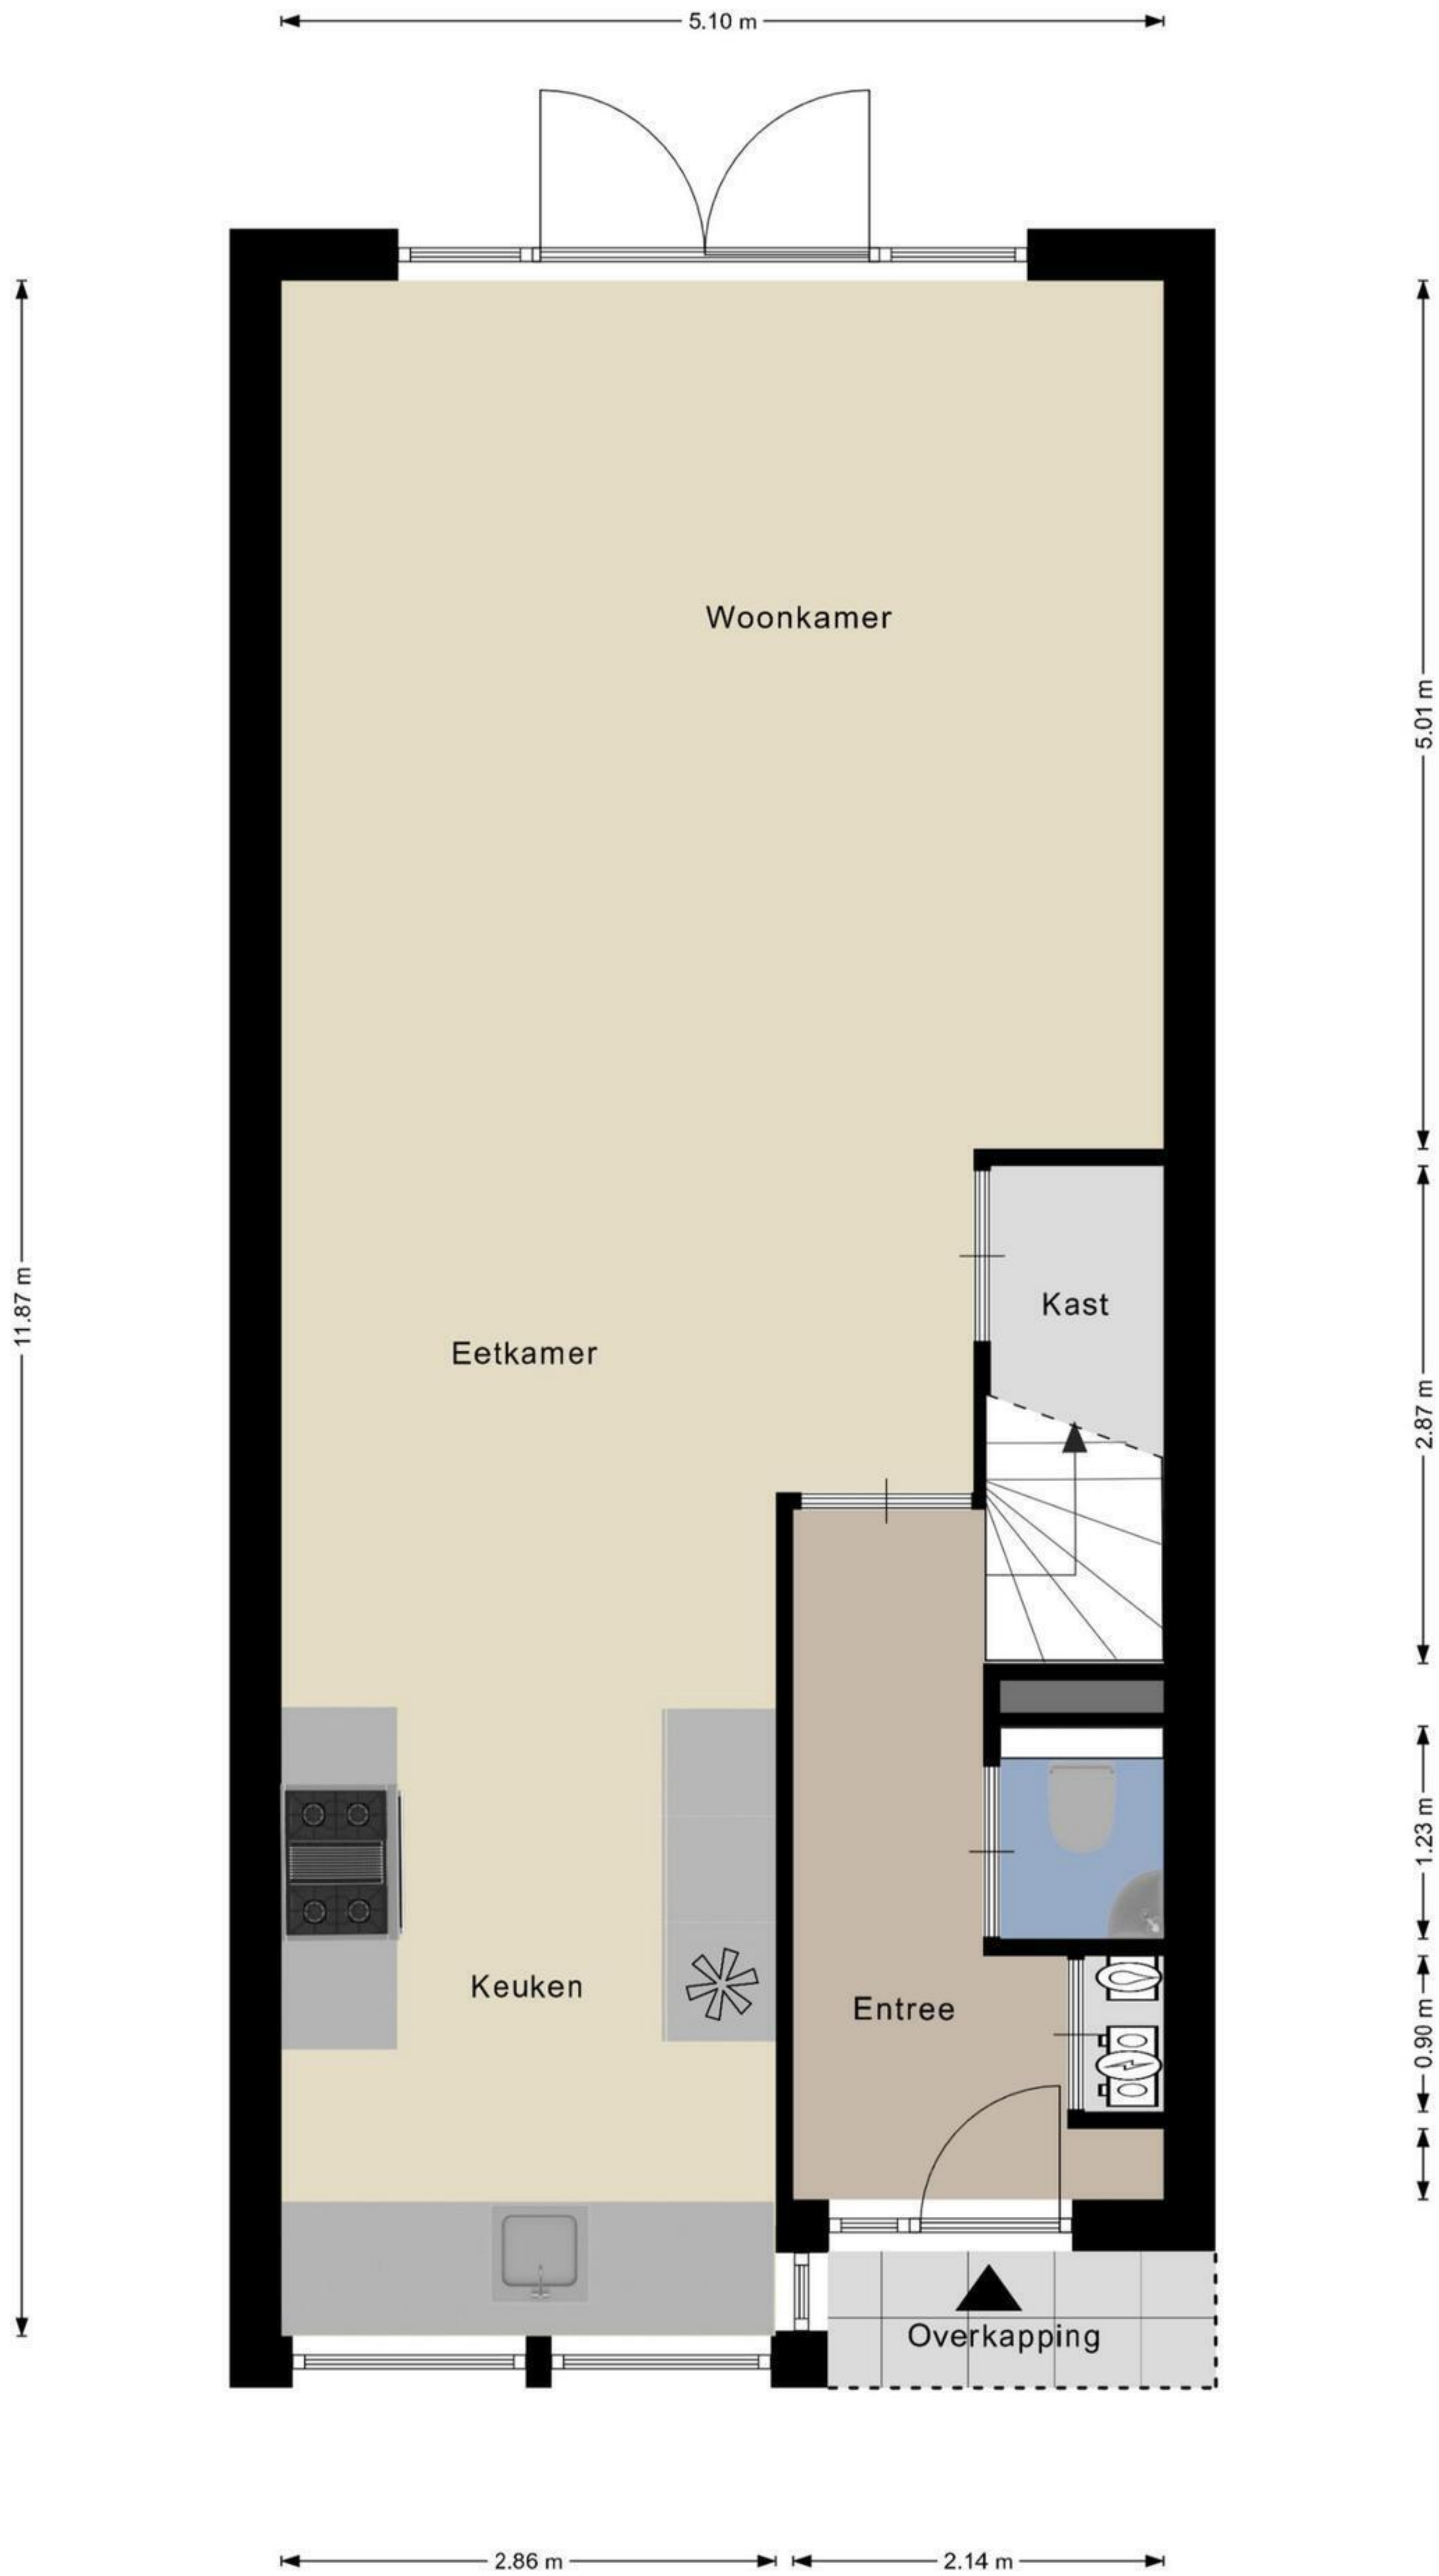 5.10 m
Woonkamer
5.01 m
11.87 m
Kast
Eetkamer
2.87 m
1.23 m
Keuken
Entree
0.90 m
Overkapping
2.86 m
2.14 m